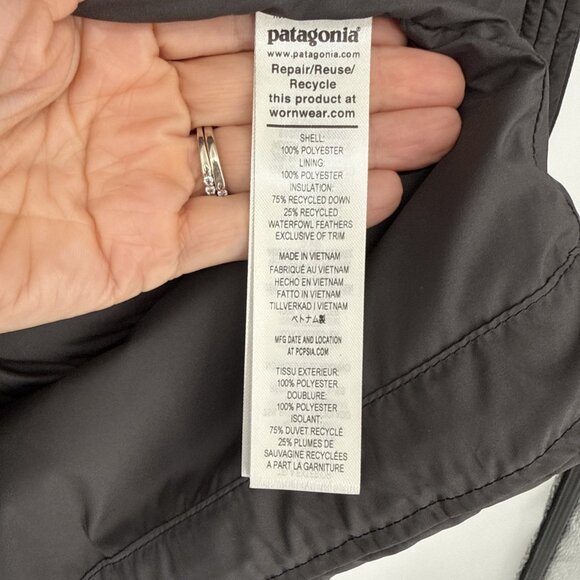 patagonia®
www.patagonia.com
Repair/Reuse/
Recycle
this product at
wornwear.com
SHELL:
100% POLYESTER
LINING:
100% POLYESTER
INSULATION:
75% RECYCLED DOWN
25% RECYCLED
WATERFOWL FEATHERS
EXCLUSIVE OF TRIM
MADE IN VIETNAM
FABRIQUÉ AU VIETNAM
HECHO EN VIETNAM
FATTO IN VIETNAM
TILLVERKAD I VIETNAM
ベトナム製
MFG DATE AND LOCATION
AT PCPSIA.COM
TISSU EXTERIEUR:
100% POLYESTER
DOUBLURE:
100% POLYESTER
ISOLANT:
75% DUVET RECYCLÉ
25% PLUMES DE
SAUVAGINE RECYCLÉES
A PART LA GARNITURE